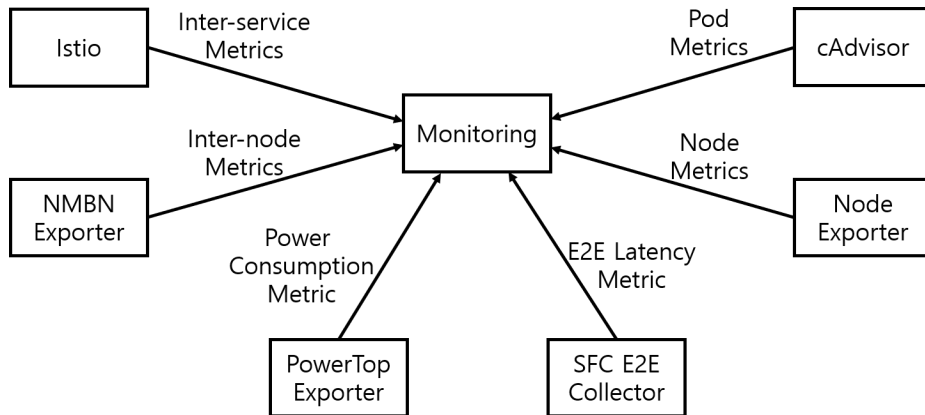 Istio
Inter-service
Metrics
Pod
Metrics
cAdvisor
Monitoring
Inter-node
Metrics
Node
Metrics
NMBN
Exporter
Node
Exporter
Power
Consumption
Metric
E2E Latency
Metric
PowerTop
Exporter
SFC E2E
Collector